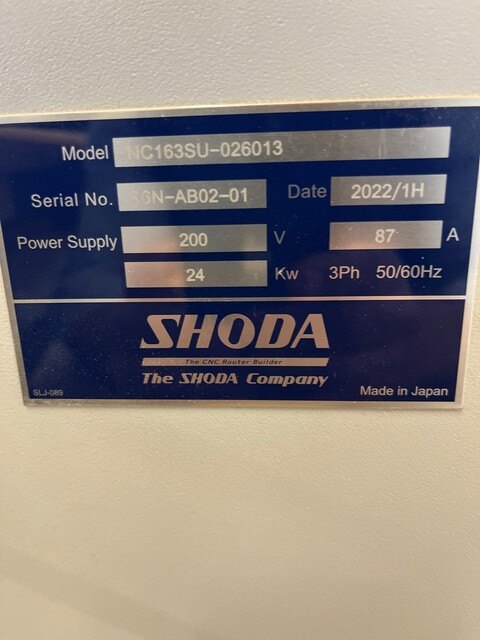 Model NC163SU-026013
Serial No. SGN-AB02-01 Date 2022/1H
Power Supply 200 V 87 A
24 Kw 3Ph 50/60Hz
SHODA
The CNC Router Builder
The SHODA Company
SLJ-089 Made in Japan